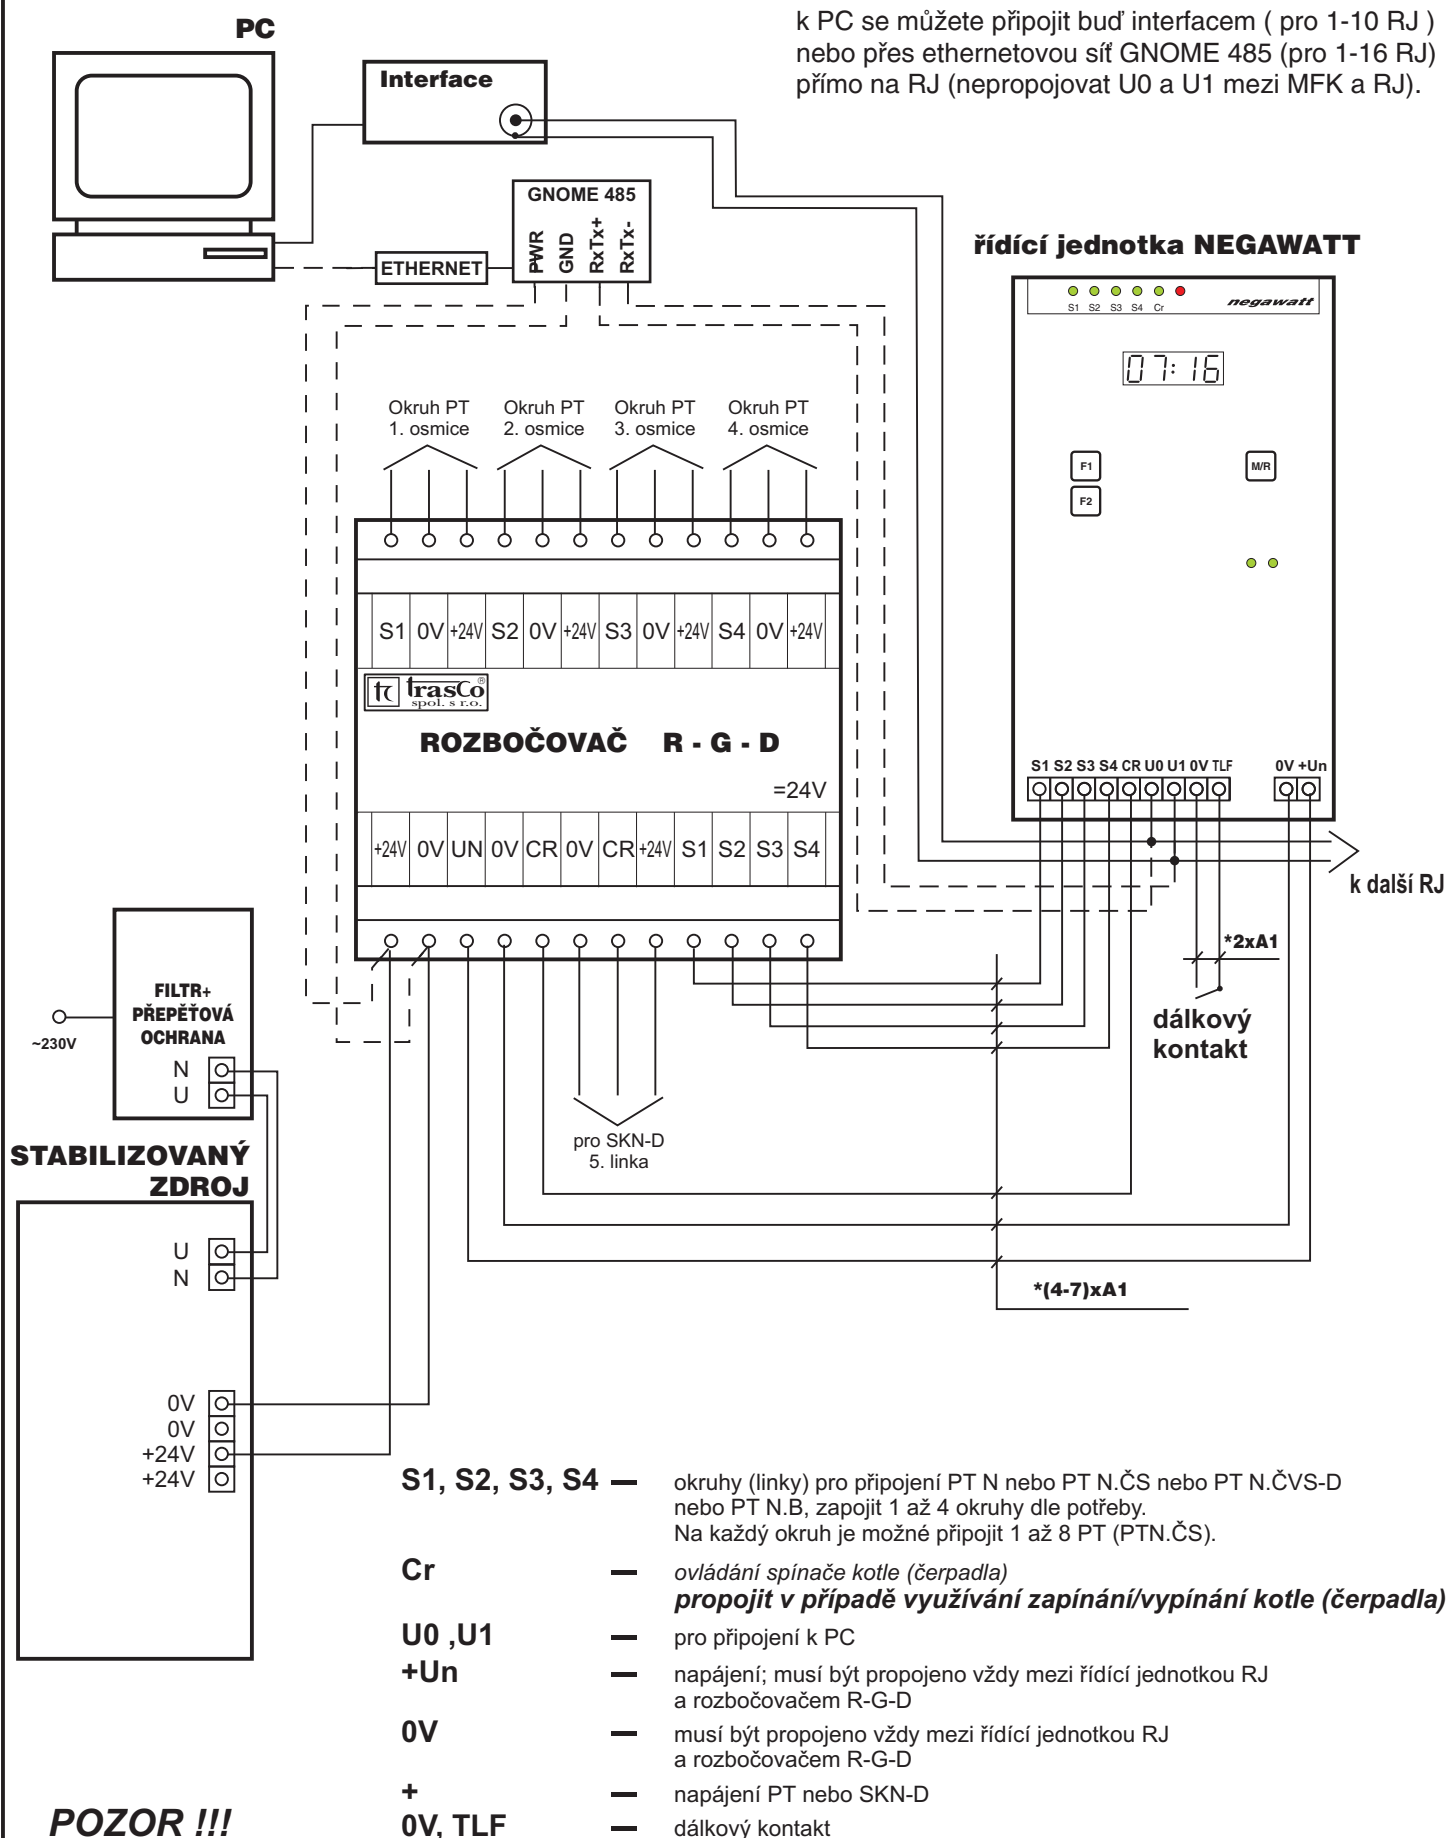 k PC se můžete připojit buď interfacem ( pro 1-10 RJ )
nebo přes ethernetovou síť GNOME 485 (pro 1-16 RJ)
přímo na RJ (nepropojovat U0 a U1 mezi MFK a RJ).
PC
Interface
GNOME 485
PWR
GND
RxTx+
RxTx-
ETHERNET
řídící jednotka NEGAWATT
S1 S2 S3 S4 Cr
negawatt
07:16
F1
F2
M/R
S1 S2 S3 S4 CR U0 U1 0V TLF
0V +Un
k další RJ
Okruh PT
1. osmice
Okruh PT
2. osmice
Okruh PT
3. osmice
Okruh PT
4. osmice
S1 0V +24V S2 0V +24V S3 0V +24V S4 0V +24V
trasCo®
spol. s r.o.
ROZBOČOVAČ R - G - D
=24V
+24V 0V UN 0V CR 0V CR +24V S1 S2 S3 S4
*2xA1
dálkový
kontakt
FILTR+
PŘEPĚŤOVÁ
OCHRANA
~230V
N
U
pro SKN-D
5. linka
STABILIZOVANÝ
ZDROJ
U
N
*(4-7)xA1
0V
0V
+24V
+24V
S1, S2, S3, S4 — okruhy (linky) pro připojení PT N nebo PT N.ČS nebo PT N.ČVS-D
nebo PT N.B, zapojit 1 až 4 okruhy dle potřeby.
Na každý okruh je možné připojit 1 až 8 PT (PTN.ČS).
Cr — ovládání spínače kotle (čerpadla)
propojit v případě využívání zapínání/vypínání kotle (čerpadla)
U0 ,U1 — pro připojení k PC
+Un — napájení; musí být propojeno vždy mezi řídící jednotkou RJ
a rozbočovačem R-G-D
0V — musí být propojeno vždy mezi řídící jednotkou RJ
a rozbočovačem R-G-D
+ — napájení PT nebo SKN-D
POZOR !!!
0V, TLF — dálkový kontakt